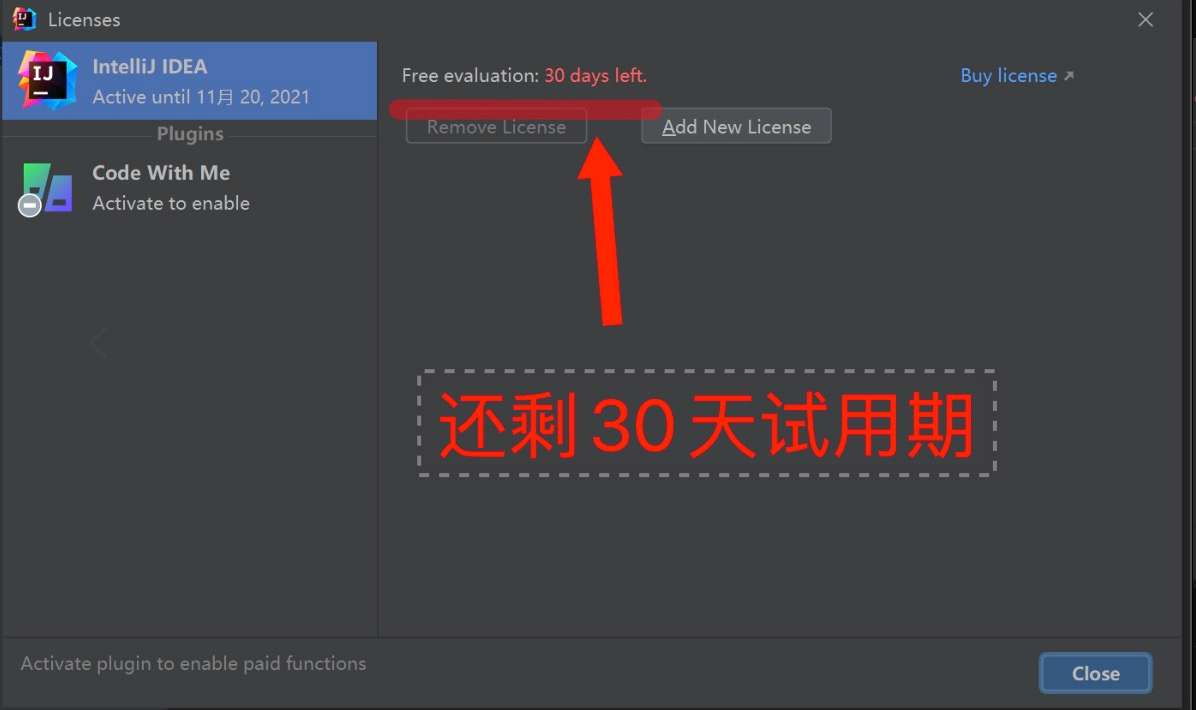 Licenses
IntelliJ IDEA
Active until 11月 20, 2021
Plugins
Code With Me
Activate to enable
Free evaluation: 30 days left.
Buy license
Remove License
Add New License
还剩30天试用期
Activate plugin to enable paid functions
Close